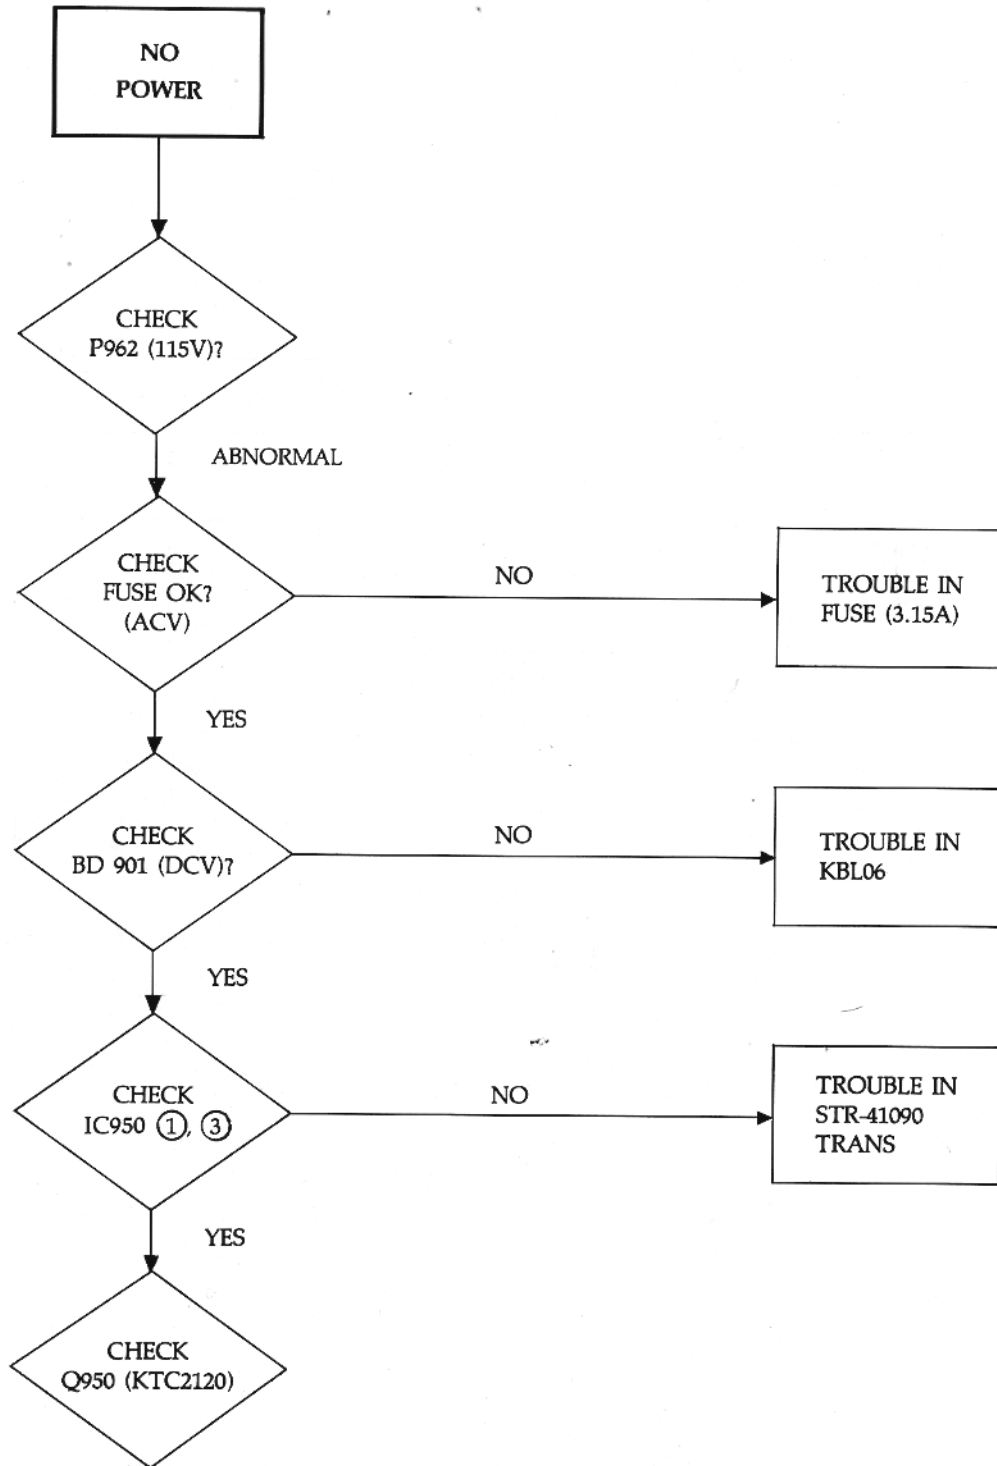 NO
POWER
CHECK
P962 (115V)?
ABNORMAL
CHECK
FUSE OK?
(ACV)
NO
TROUBLE IN
FUSE (3.15A)
YES
CHECK
BD 901 (DCV)?
NO
TROUBLE IN
KBL06
YES
CHECK
IC950 ①, ③
NO
TROUBLE IN
STR-41090
TRANS
YES
CHECK
Q950 (KTC2120)